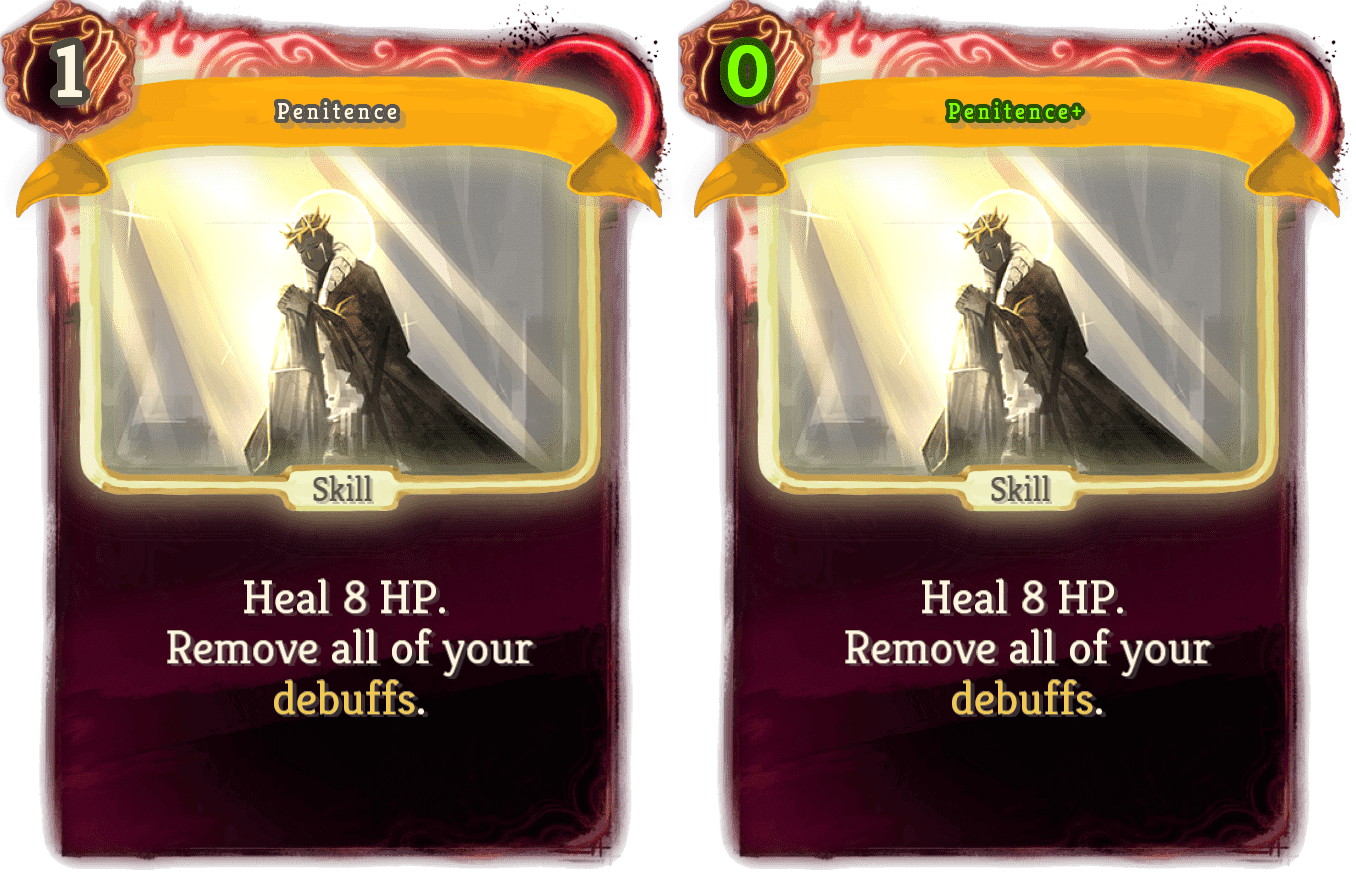 1
Penitence
Skill
Heal 8 HP.
Remove all of your
debuffs.
0
Penitence+
Skill
Heal 8 HP.
Remove all of your
debuffs.